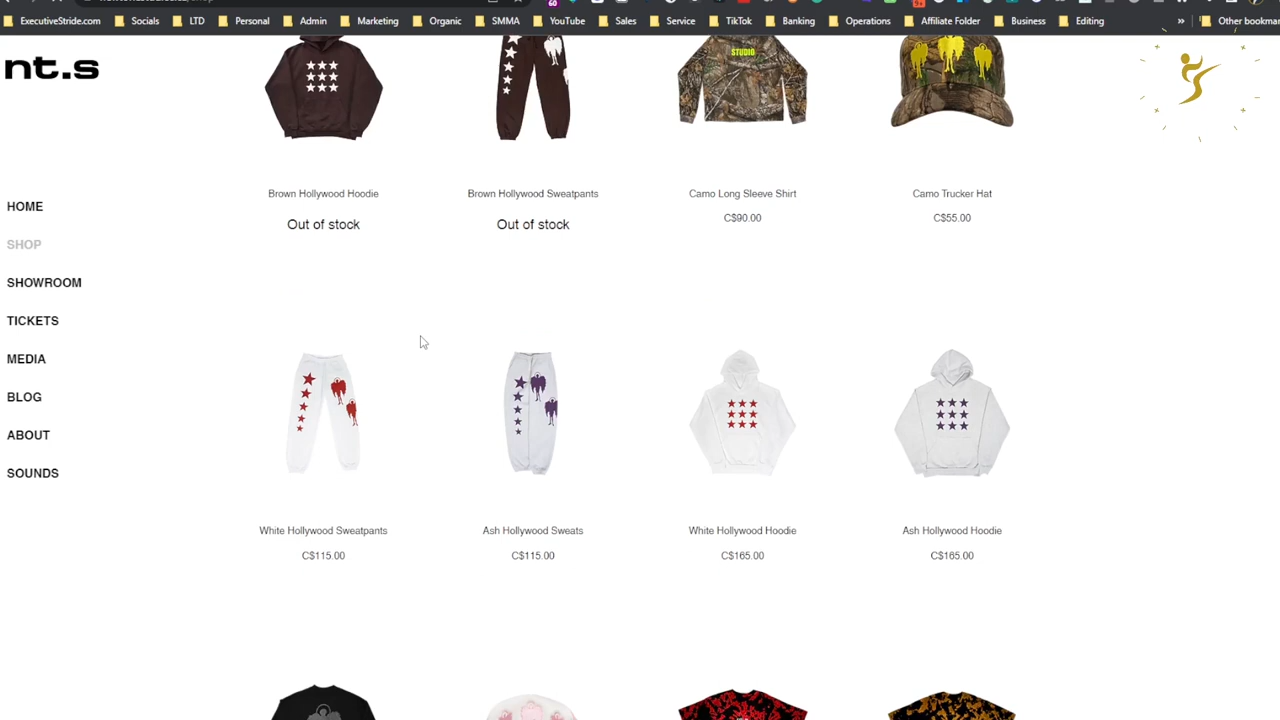 ExecutiveStride.com Socials LTD Personal Admin Marketing Organic SMMA YouTube Sales Service TikTok Banking Operations Affiliate Folder Business Editing » Other bookmar
nt.s
STUDIO
Brown Hollywood Hoodie
Out of stock
Brown Hollywood Sweatpants
Out of stock
Camo Long Sleeve Shirt
C$90.00
Camo Trucker Hat
C$55.00
HOME
SHOP
SHOWROOM
TICKETS
MEDIA
BLOG
ABOUT
SOUNDS
White Hollywood Sweatpants
C$115.00
Ash Hollywood Sweats
C$115.00
White Hollywood Hoodie
C$165.00
Ash Hollywood Hoodie
C$165.00